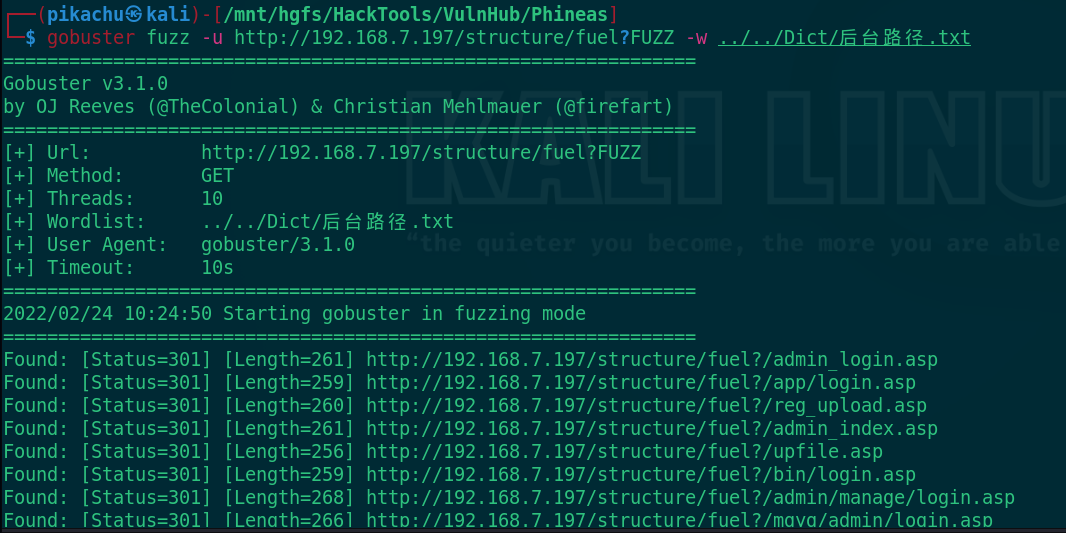 ┌──(pikachu㉿kali)-[/mnt/hgfs/HackTools/VulnHub/Phineas]
└─$ gobuster fuzz -u http://192.168.7.197/structure/fuel?FUZZ -w ../../Dict/后台路径.txt
===============================================================
Gobuster v3.1.0
by OJ Reeves (@TheColonial) & Christian Mehlmauer (@firefart)
===============================================================
[+] Url:          http://192.168.7.197/structure/fuel?FUZZ
[+] Method:       GET
[+] Threads:      10
[+] Wordlist:     ../../Dict/后台路径.txt
[+] User Agent:   gobuster/3.1.0
[+] Timeout:      10s
===============================================================
2022/02/24 10:24:50 Starting gobuster in fuzzing mode
===============================================================
Found: [Status=301] [Length=261] http://192.168.7.197/structure/fuel?/admin_login.asp
Found: [Status=301] [Length=259] http://192.168.7.197/structure/fuel?/app/login.asp
Found: [Status=301] [Length=260] http://192.168.7.197/structure/fuel?/reg_upload.asp
Found: [Status=301] [Length=261] http://192.168.7.197/structure/fuel?/admin_index.asp
Found: [Status=301] [Length=256] http://192.168.7.197/structure/fuel?/upfile.asp
Found: [Status=301] [Length=259] http://192.168.7.197/structure/fuel?/bin/login.asp
Found: [Status=301] [Length=268] http://192.168.7.197/structure/fuel?/admin/manage/login.asp
Found: [Status=301] [Length=266] http://192.168.7.197/structure/fuel?/mgvg/admin/login.asp
KALI LINU
“the quieter you become, the more you are able